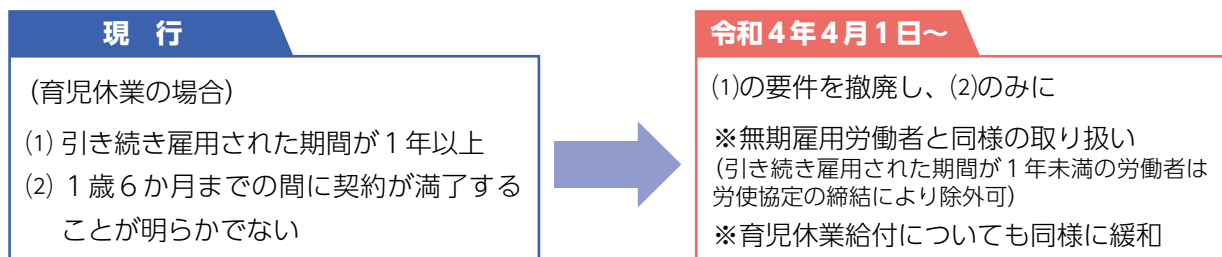 現 行
(育児休業の場合)
⑴ 引き続き雇用された期間が１年以上
⑵ １歳６か月までの間に契約が満了する
ことが明らかでない
令和４年４月１日～
⑴の要件を撤廃し、⑵のみに
※無期雇用労働者と同様の取り扱い
(引き続き雇用された期間が１年未満の労働者は
労使協定の締結により除外可)
※育児休業給付についても同様に緩和